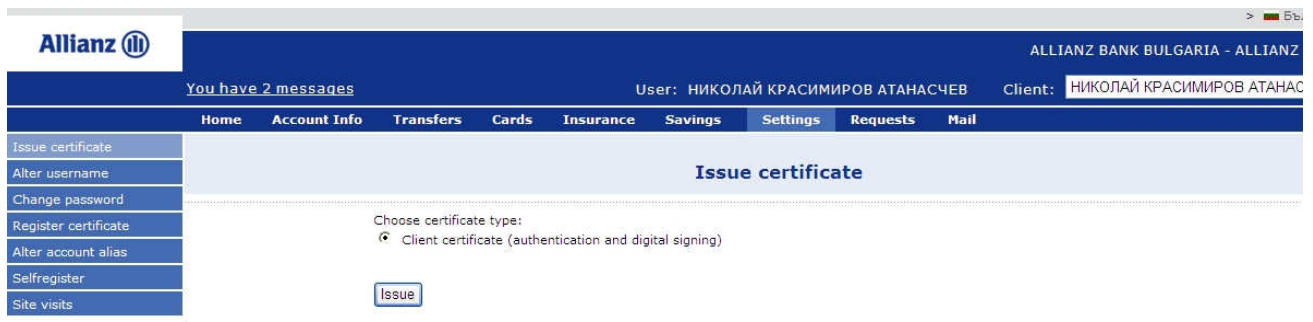 > Бъ
Allianz
ALLIANZ BANK BULGARIA - ALLIANZ
You have 2 messages
User: НИКОЛАЙ КРАСИМИРОВ АТАНАСЧЕВ
Client: НИКОЛАЙ КРАСИМИРОВ АТАНАС
Home Account Info Transfers Cards Insurance Savings Settings Requests Mail
Issue certificate
Alter username
Change password
Register certificate
Alter account alias
Selfregister
Site visits
Issue certificate
Choose certificate type:
Client certificate (authentication and digital signing)
Issue